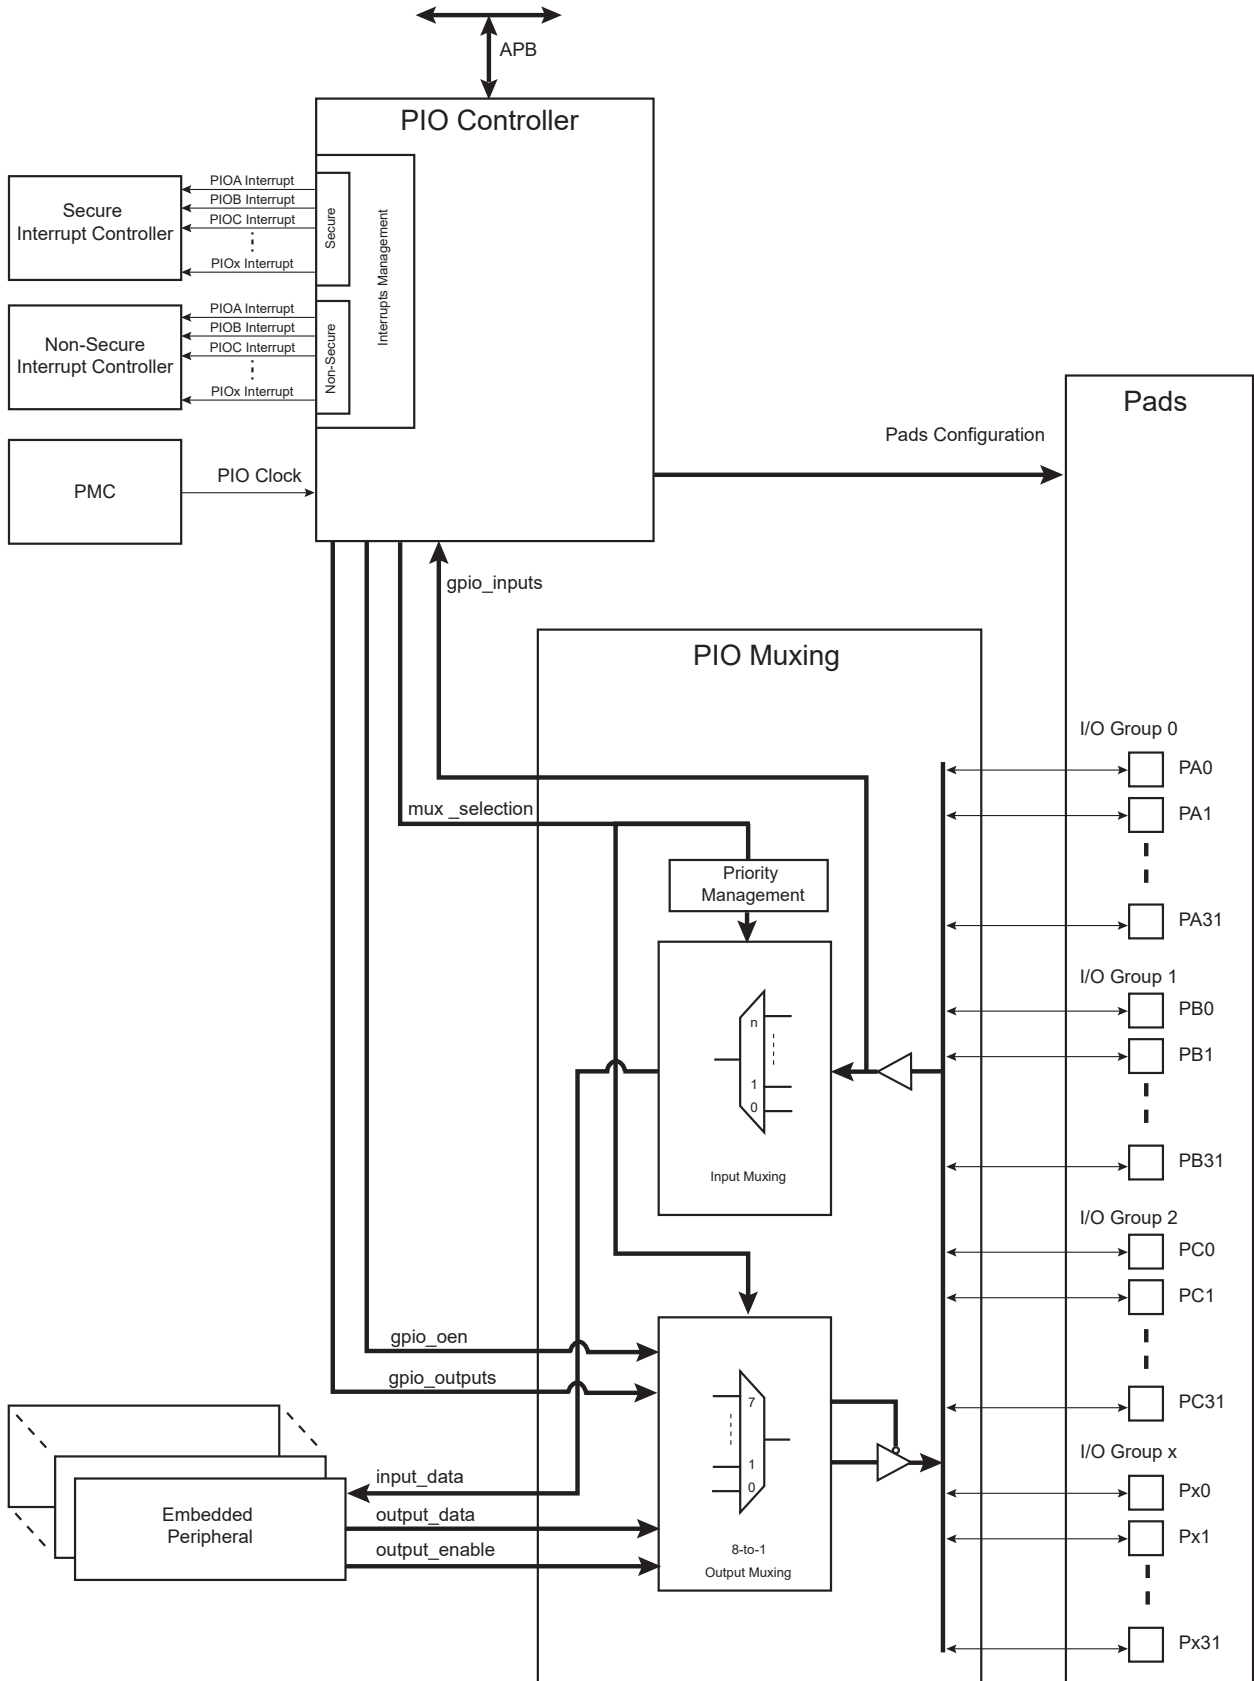 APB
PIO Controller
PIOA Interrupt
PIOB Interrupt
PIOC Interrupt
PIOx Interrupt
Secure
Interrupt Controller
Secure
Interrupts Management
PIOA Interrupt
PIOB Interrupt
PIOC Interrupt
PIOx Interrupt
Non-Secure
Interrupt Controller
Non-Secure
PMC
PIO Clock
Pads Configuration
Pads
gpio_inputs
PIO Muxing
mux _selection
Priority
Management
n
1
0
Input Muxing
I/O Group 0
PA0
PA1
PA31
I/O Group 1
PB0
PB1
PB31
I/O Group 2
PC0
PC1
PC31
I/O Group x
Px0
Px1
Px31
gpio_oen
gpio_outputs
7
1
0
8-to-1
Output Muxing
input_data
output_data
output_enable
Embedded
Peripheral